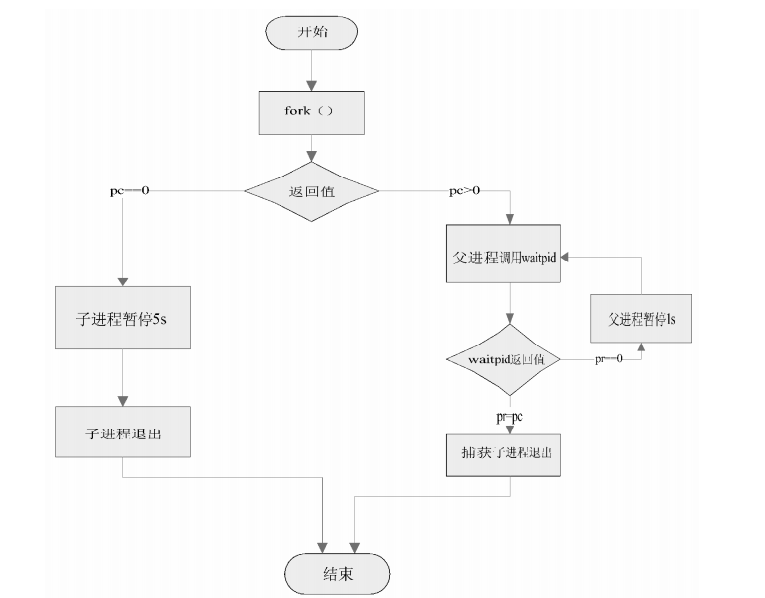 开始
fork（）
返回值
pc==0
pc>0
父进程调用waitpid
子进程暂停5s
父进程暂停1s
waitpid返回值
pr==0
pr=pc
子进程退出
捕获子进程退出
结束